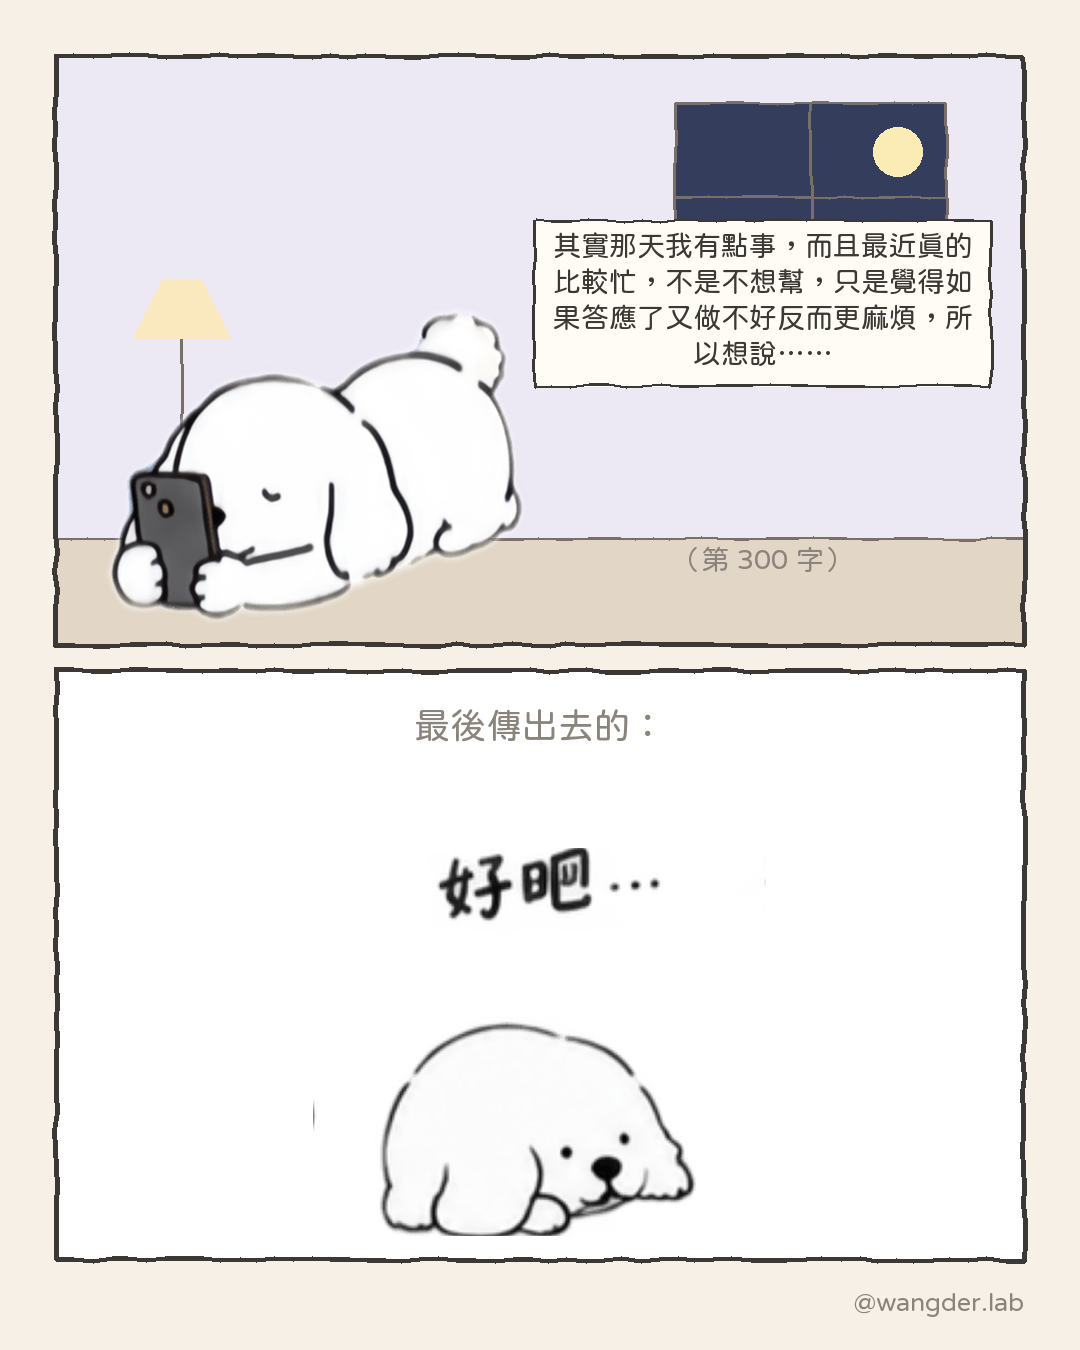 其實那天我有點事，而且最近真的
比較忙，不是不想幫，只是覺得如
果答應了又做不好反而更麻煩，所
以想說……
（第 300 字）
最後傳出去的：
好吧...
@wangder.lab